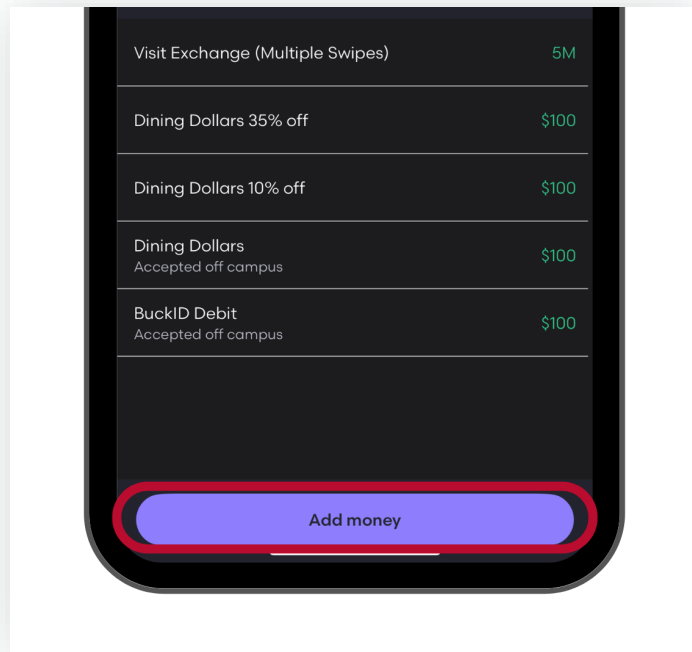 Visit Exchange (Multiple Swipes) 5M
Dining Dollars 35% off $100
Dining Dollars 10% off $100
Dining Dollars
Accepted off campus $100
BuckID Debit
Accepted off campus $100
Add money